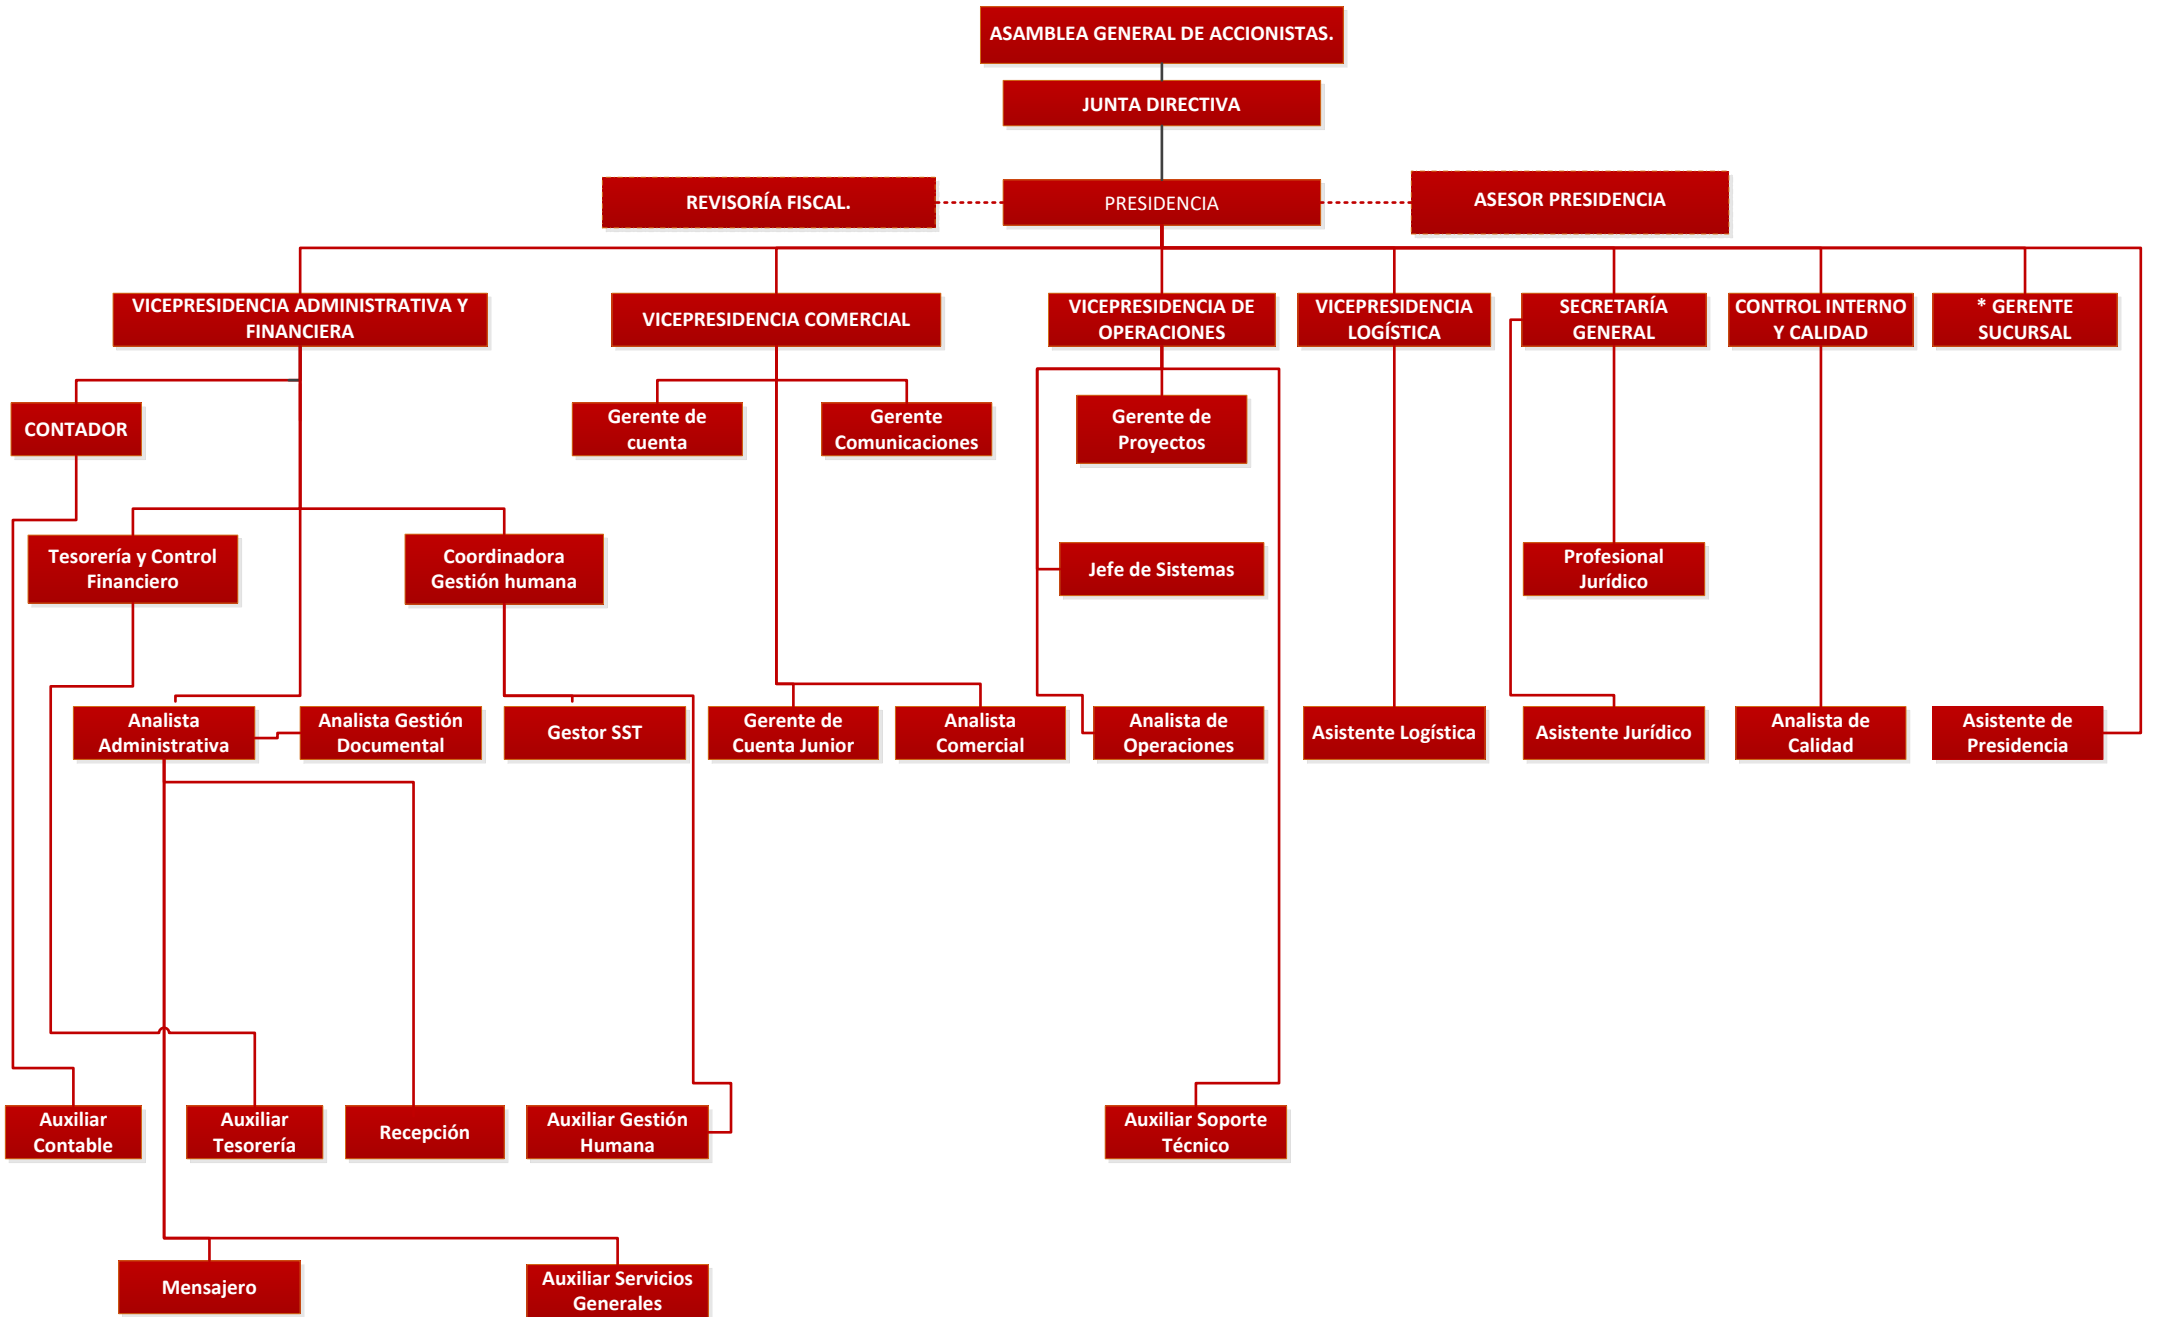 ASAMBLEA GENERAL DE ACCIONISTAS.
JUNTA DIRECTIVA
REVISORÍA FISCAL.
PRESIDENCIA
ASESOR PRESIDENCIA
VICEPRESIDENCIA ADMINISTRATIVA Y
FINANCIERA
VICEPRESIDENCIA COMERCIAL
VICEPRESIDENCIA DE
OPERACIONES
VICEPRESIDENCIA
LOGÍSTICA
SECRETARÍA
GENERAL
CONTROL INTERNO
Y CALIDAD
* GERENTE
SUCURSAL
CONTADOR
Gerente de
cuenta
Gerente
Comunicaciones
Gerente de
Proyectos
Tesorería y Control
Financiero
Coordinadora
Gestión humana
Jefe de Sistemas
Profesional
Jurídico
Analista
Administrativa
Analista Gestión
Documental
Gestor SST
Gerente de
Cuenta Junior
Analista
Comercial
Analista de
Operaciones
Asistente Logística
Asistente Jurídico
Analista de
Calidad
Asistente de
Presidencia
Auxiliar
Contable
Auxiliar
Tesorería
Recepción
Auxiliar Gestión
Humana
Auxiliar Soporte
Técnico
Mensajero
Auxiliar Servicios
Generales